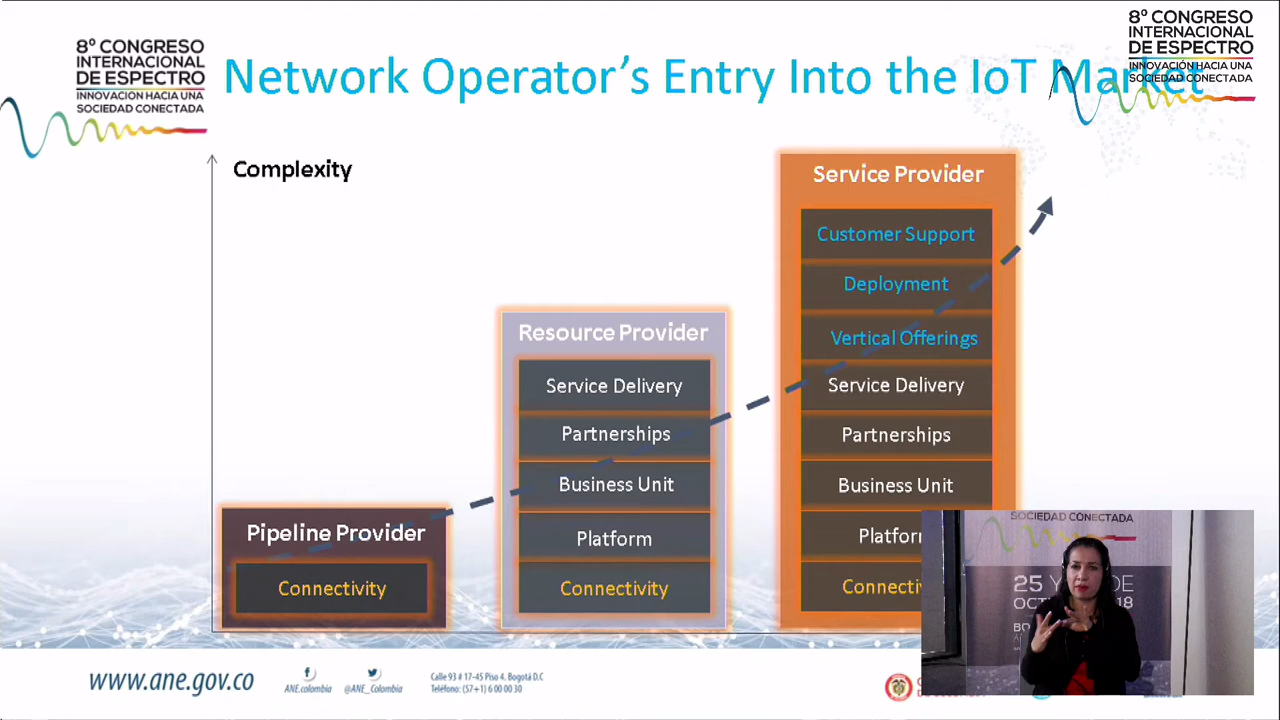 8º CONGRESO
INTERNACIONAL
DE ESPECTRO
INNOVACIÓN HACIA UNA
SOCIEDAD CONECTADA
Network Operator's Entry Into the IoT Market
8º CONGRESO
INTERNACIONAL
DE ESPECTRO
INNOVACIÓN HACIA UNA
SOCIEDAD CONECTADA
Complexity
Pipeline Provider
Connectivity
Resource Provider
Service Delivery
Partnerships
Business Unit
Platform
Connectivity
Service Provider
Customer Support
Deployment
Vertical Offerings
Service Delivery
Partnerships
Business Unit
SOCIEDAD CONECTADA
25
www.ane.gov.co
ANE.colombia
@ANE_Colombia
Calle 93 # 17-45 Piso 4. Bogotá D.C
Teléfono: (57+1) 6 00 00 30